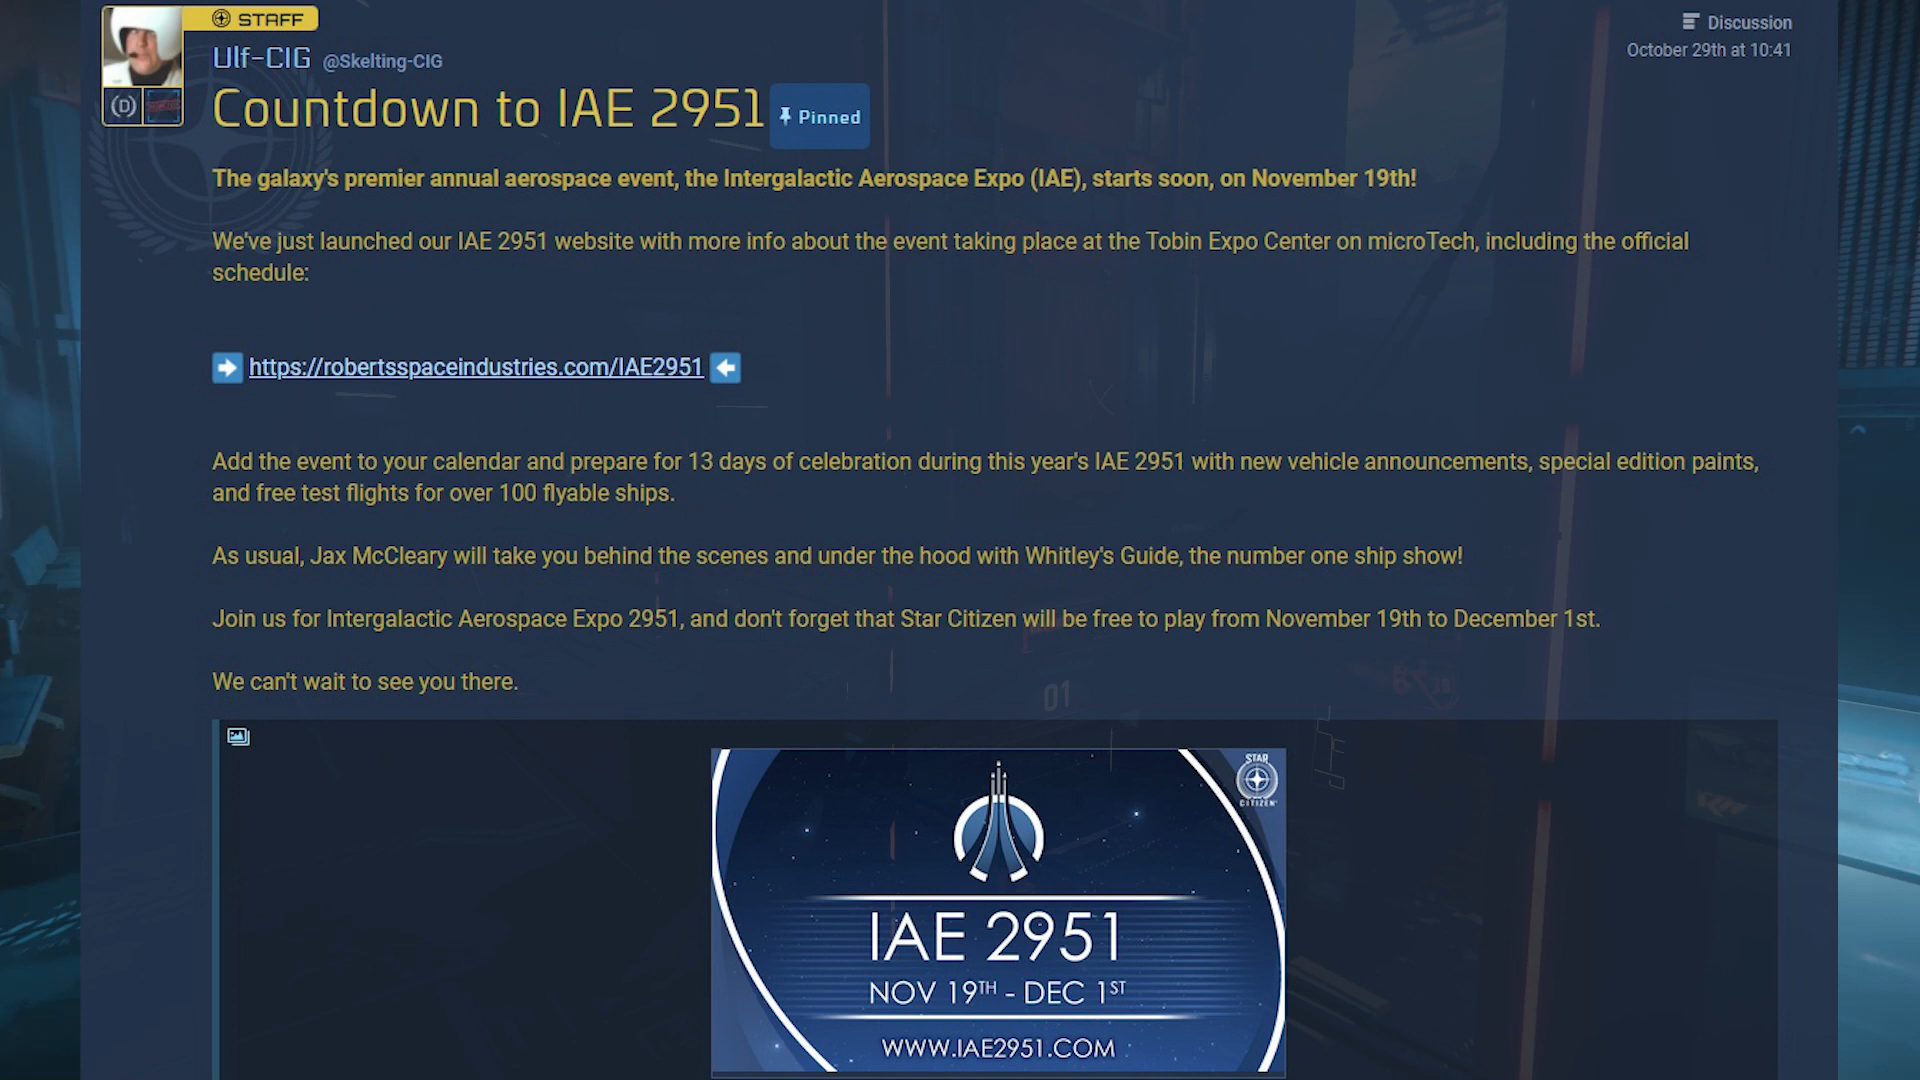 STAFF
Discussion
Ulf-CIG @Skelting-CIG
October 29th at 10:41
Countdown to IAE 2951 Pinned
The galaxy's premier annual aerospace event, the Intergalactic Aerospace Expo (IAE), starts soon, on November 19th!
We've just launched our IAE 2951 website with more info about the event taking place at the Tobin Expo Center on microTech, including the official
schedule:
https://robertsspaceindustries.com/IAE2951
Add the event to your calendar and prepare for 13 days of celebration during this year's IAE 2951 with new vehicle announcements, special edition paints,
and free test flights for over 100 flyable ships.
As usual, Jax McCleary will take you behind the scenes and under the hood with Whitley's Guide, the number one ship show!
Join us for Intergalactic Aerospace Expo 2951, and don't forget that Star Citizen will be free to play from November 19th to December 1st.
We can't wait to see you there.
01
STAR
CITIZEN
IAE 2951
NOV 19TH - DEC 1ST
WWW.IAE2951.COM